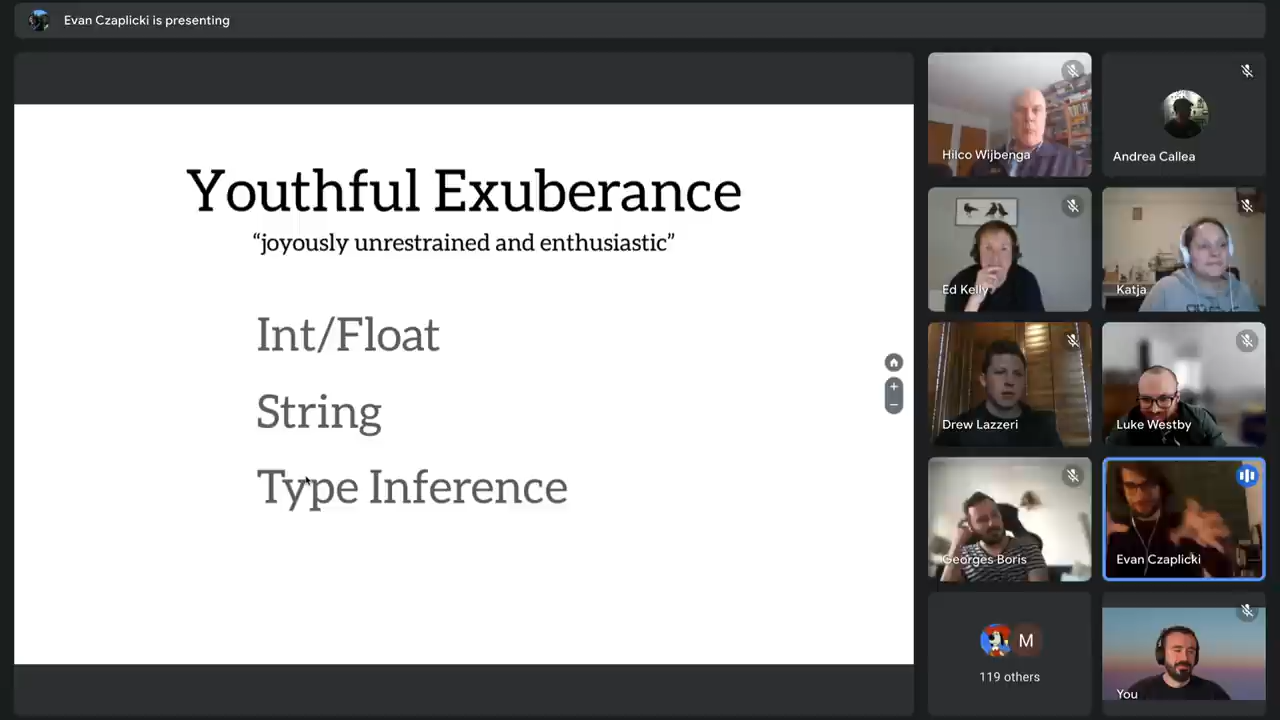 Evan Czaplicki is presenting
Youthful Exuberance
“joyously unrestrained and enthusiastic”
Int/Float
String
Type Inference
Hilco Wijbenga
Andrea Callea
Ed Kelly
Katja
Drew Lazzeri
Luke Westby
Georges Boris
Evan Czaplicki
M
119 others
You